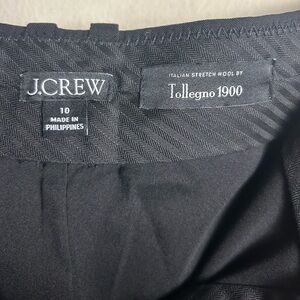 J.CREW
10
MADE IN
PHILIPPINES
ITALIAN STRETCH WOOL BY
Tollegno 1900